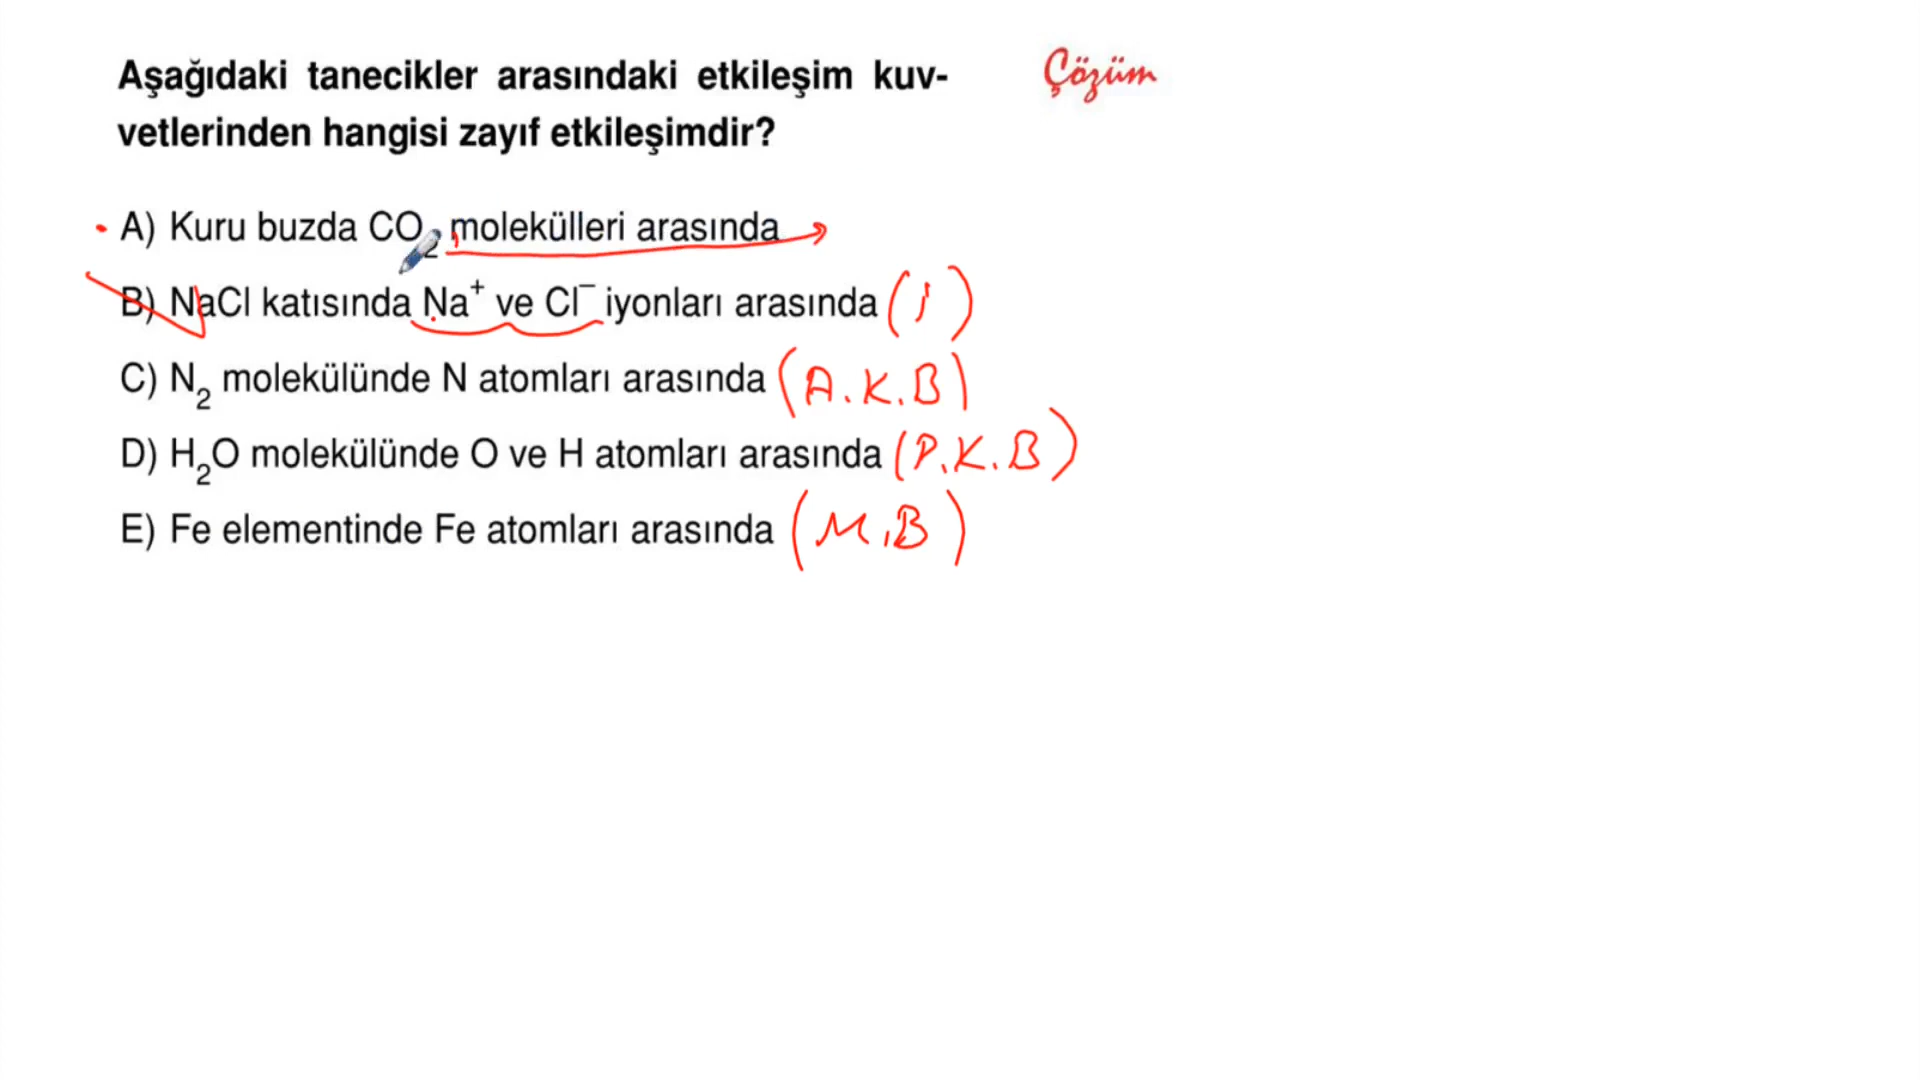 Aşağıdaki tanecikler arasındaki etkileşim kuv-
vetlerinden hangisi zayıf etkileşimdir?
Çözüm
A) Kuru buzda CO₂ molekülleri arasında
B) NaCl katısında Na⁺ ve Cl⁻ iyonları arasında (İ)
C) N₂ molekülünde N atomları arasında (A.K.B)
D) H₂O molekülünde O ve H atomları arasında (P.K.B)
E) Fe elementinde Fe atomları arasında (M.B)